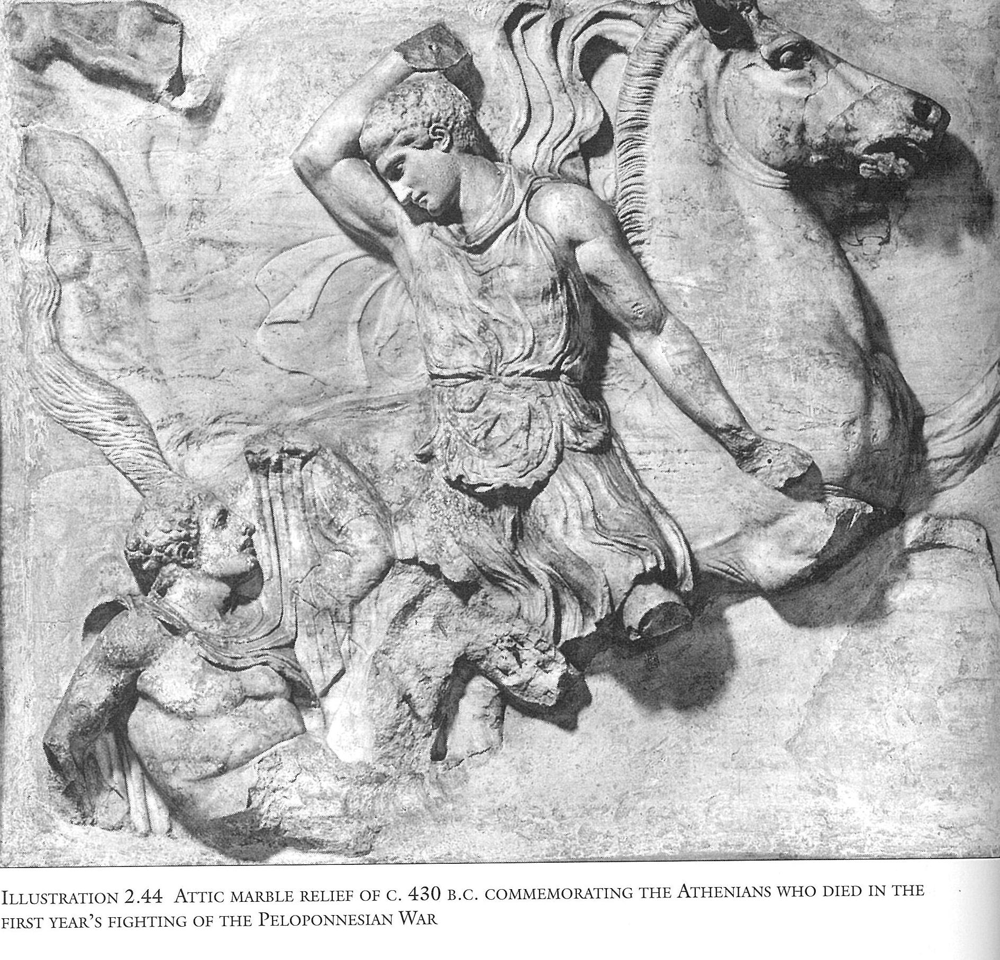 Illustration 2.44 Attic marble relief of c. 430 b.c. commemorating the Athenians who died in the
first year's fighting of the Peloponnesian War